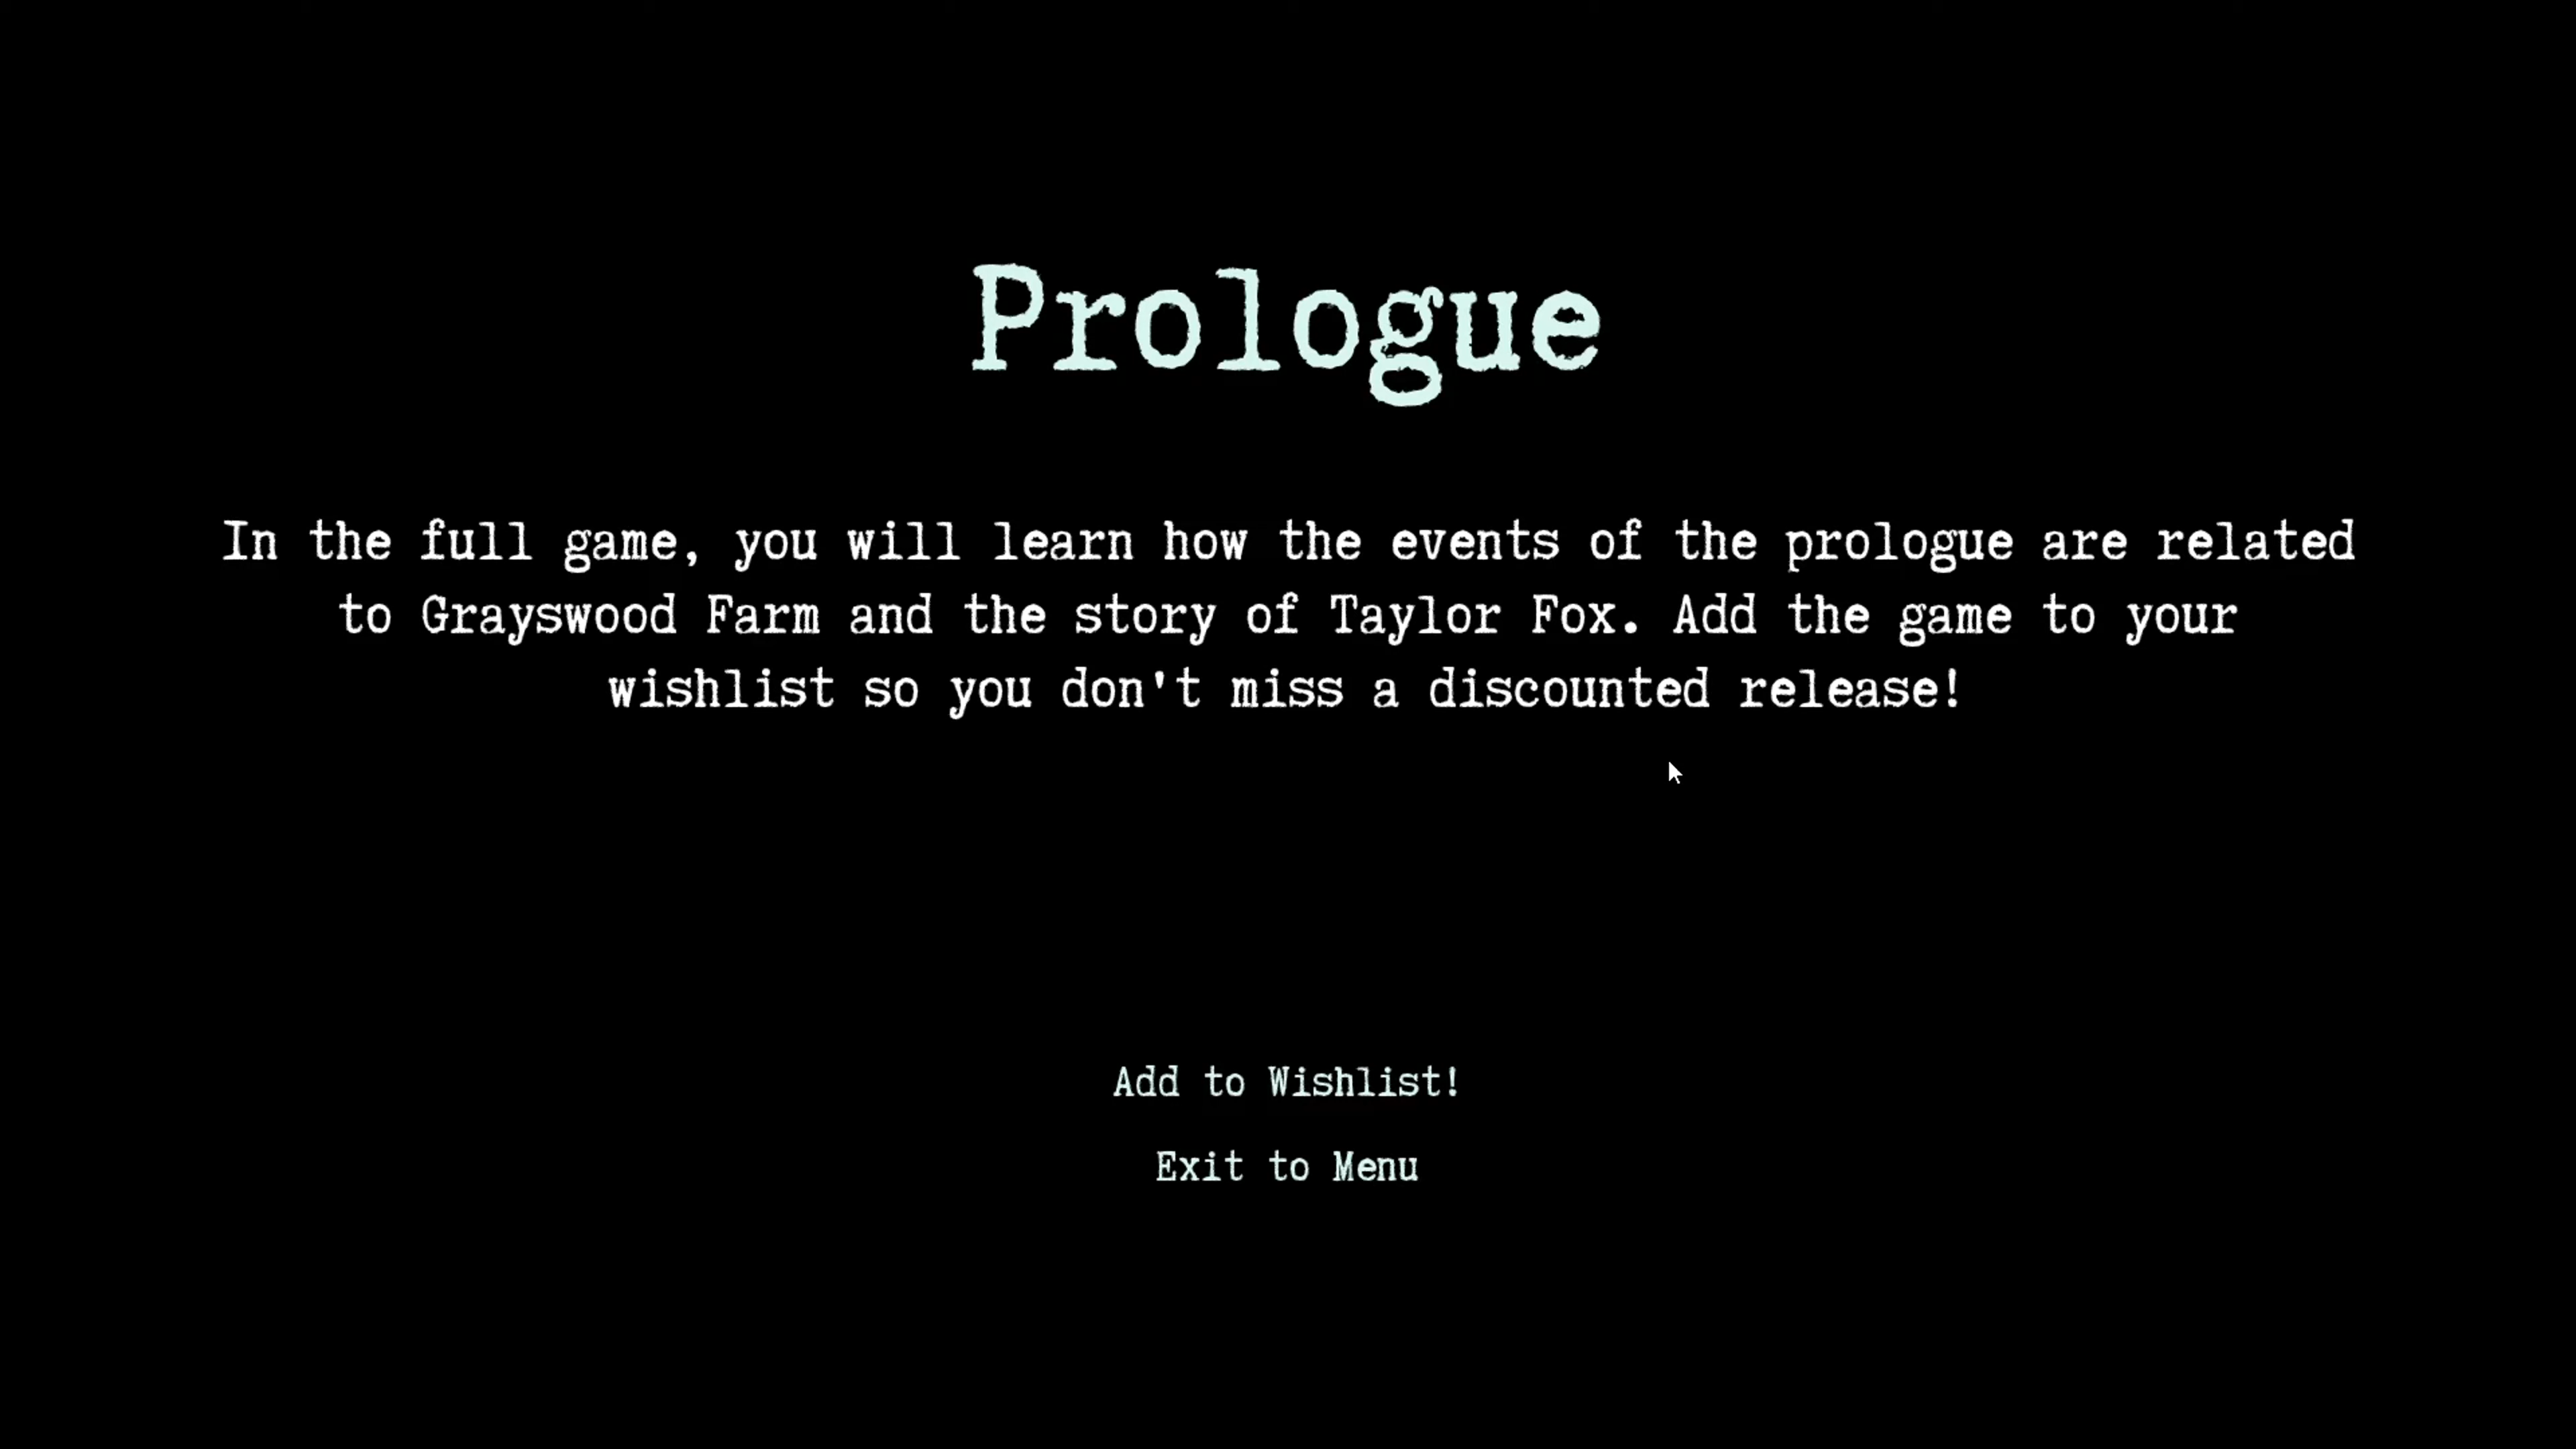 Prologue
In the full game, you will learn how the events of the prologue are related
to Grayswood Farm and the story of Taylor Fox. Add the game to your
wishlist so you don't miss a discounted release!
Add to Wishlist!
Exit to Menu